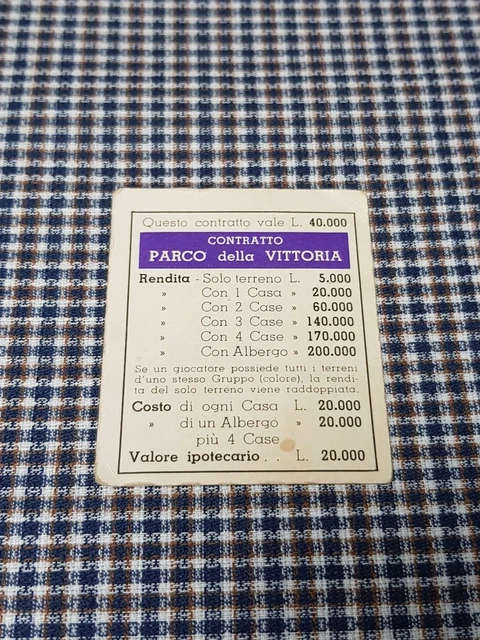 Questo contratto vale L. 40.000
CONTRATTO
PARCO della VITTORIA
Rendita - Solo terreno L. 5.000
» Con 1 Casa » 20.000
» Con 2 Case » 60.000
» Con 3 Case » 140.000
» Con 4 Case » 170.000
» Con Albergo » 200.000
Se un giocatore possiede tutti i terreni
d'uno stesso Gruppo (colore), la rendi-
ta del solo terreno viene raddoppiata.
Costo di ogni Casa L. 20.000
» di un Albergo » 20.000
più 4 Case
Valore ipotecario . . L. 20.000